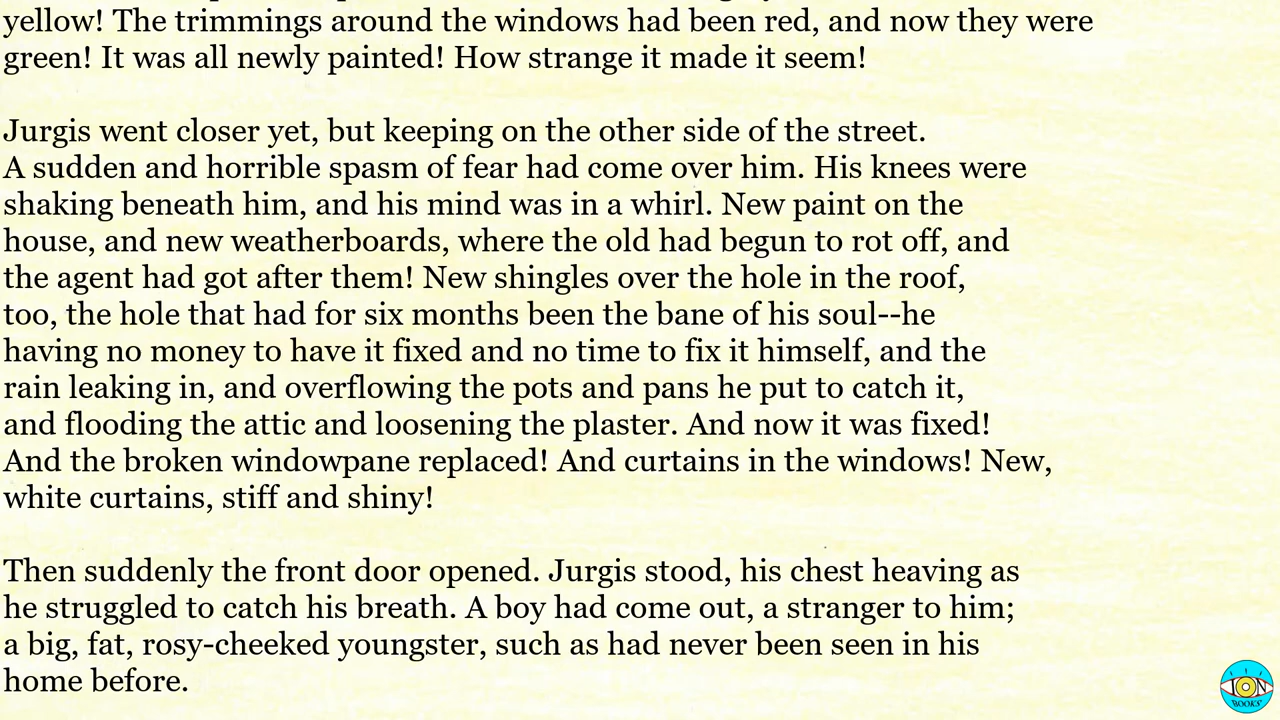 yellow! The trimmings around the windows had been red, and now they were
green! It was all newly painted! How strange it made it seem!
Jurgis went closer yet, but keeping on the other side of the street.
A sudden and horrible spasm of fear had come over him. His knees were
shaking beneath him, and his mind was in a whirl. New paint on the
house, and new weatherboards, where the old had begun to rot off, and
the agent had got after them! New shingles over the hole in the roof,
too, the hole that had for six months been the bane of his soul--he
having no money to have it fixed and no time to fix it himself, and the
rain leaking in, and overflowing the pots and pans he put to catch it,
and flooding the attic and loosening the plaster. And now it was fixed!
And the broken windowpane replaced! And curtains in the windows! New,
white curtains, stiff and shiny!
Then suddenly the front door opened. Jurgis stood, his chest heaving as
he struggled to catch his breath. A boy had come out, a stranger to him;
a big, fat, rosy-cheeked youngster, such as had never been seen in his
home before.
ION
BOOKS